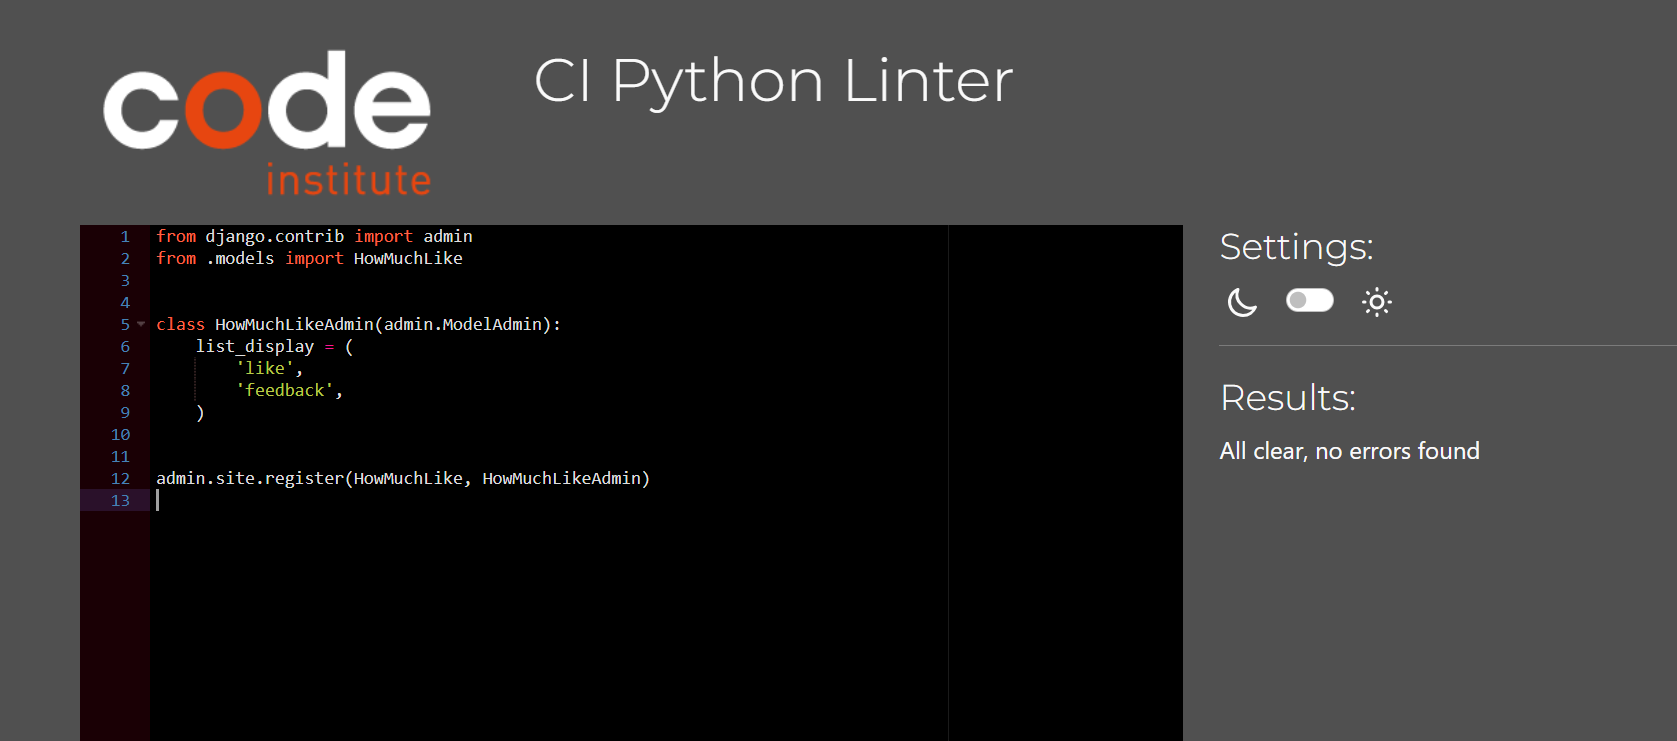 code
institute
CI Python Linter
1 from django.contrib import admin
2 from .models import HowMuchLike
3
4
5 class HowMuchLikeAdmin(admin.ModelAdmin):
6     list_display = (
7         'like',
8         'feedback',
9     )
10
11
12 admin.site.register(HowMuchLike, HowMuchLikeAdmin)
13
Settings:
Results:
All clear, no errors found